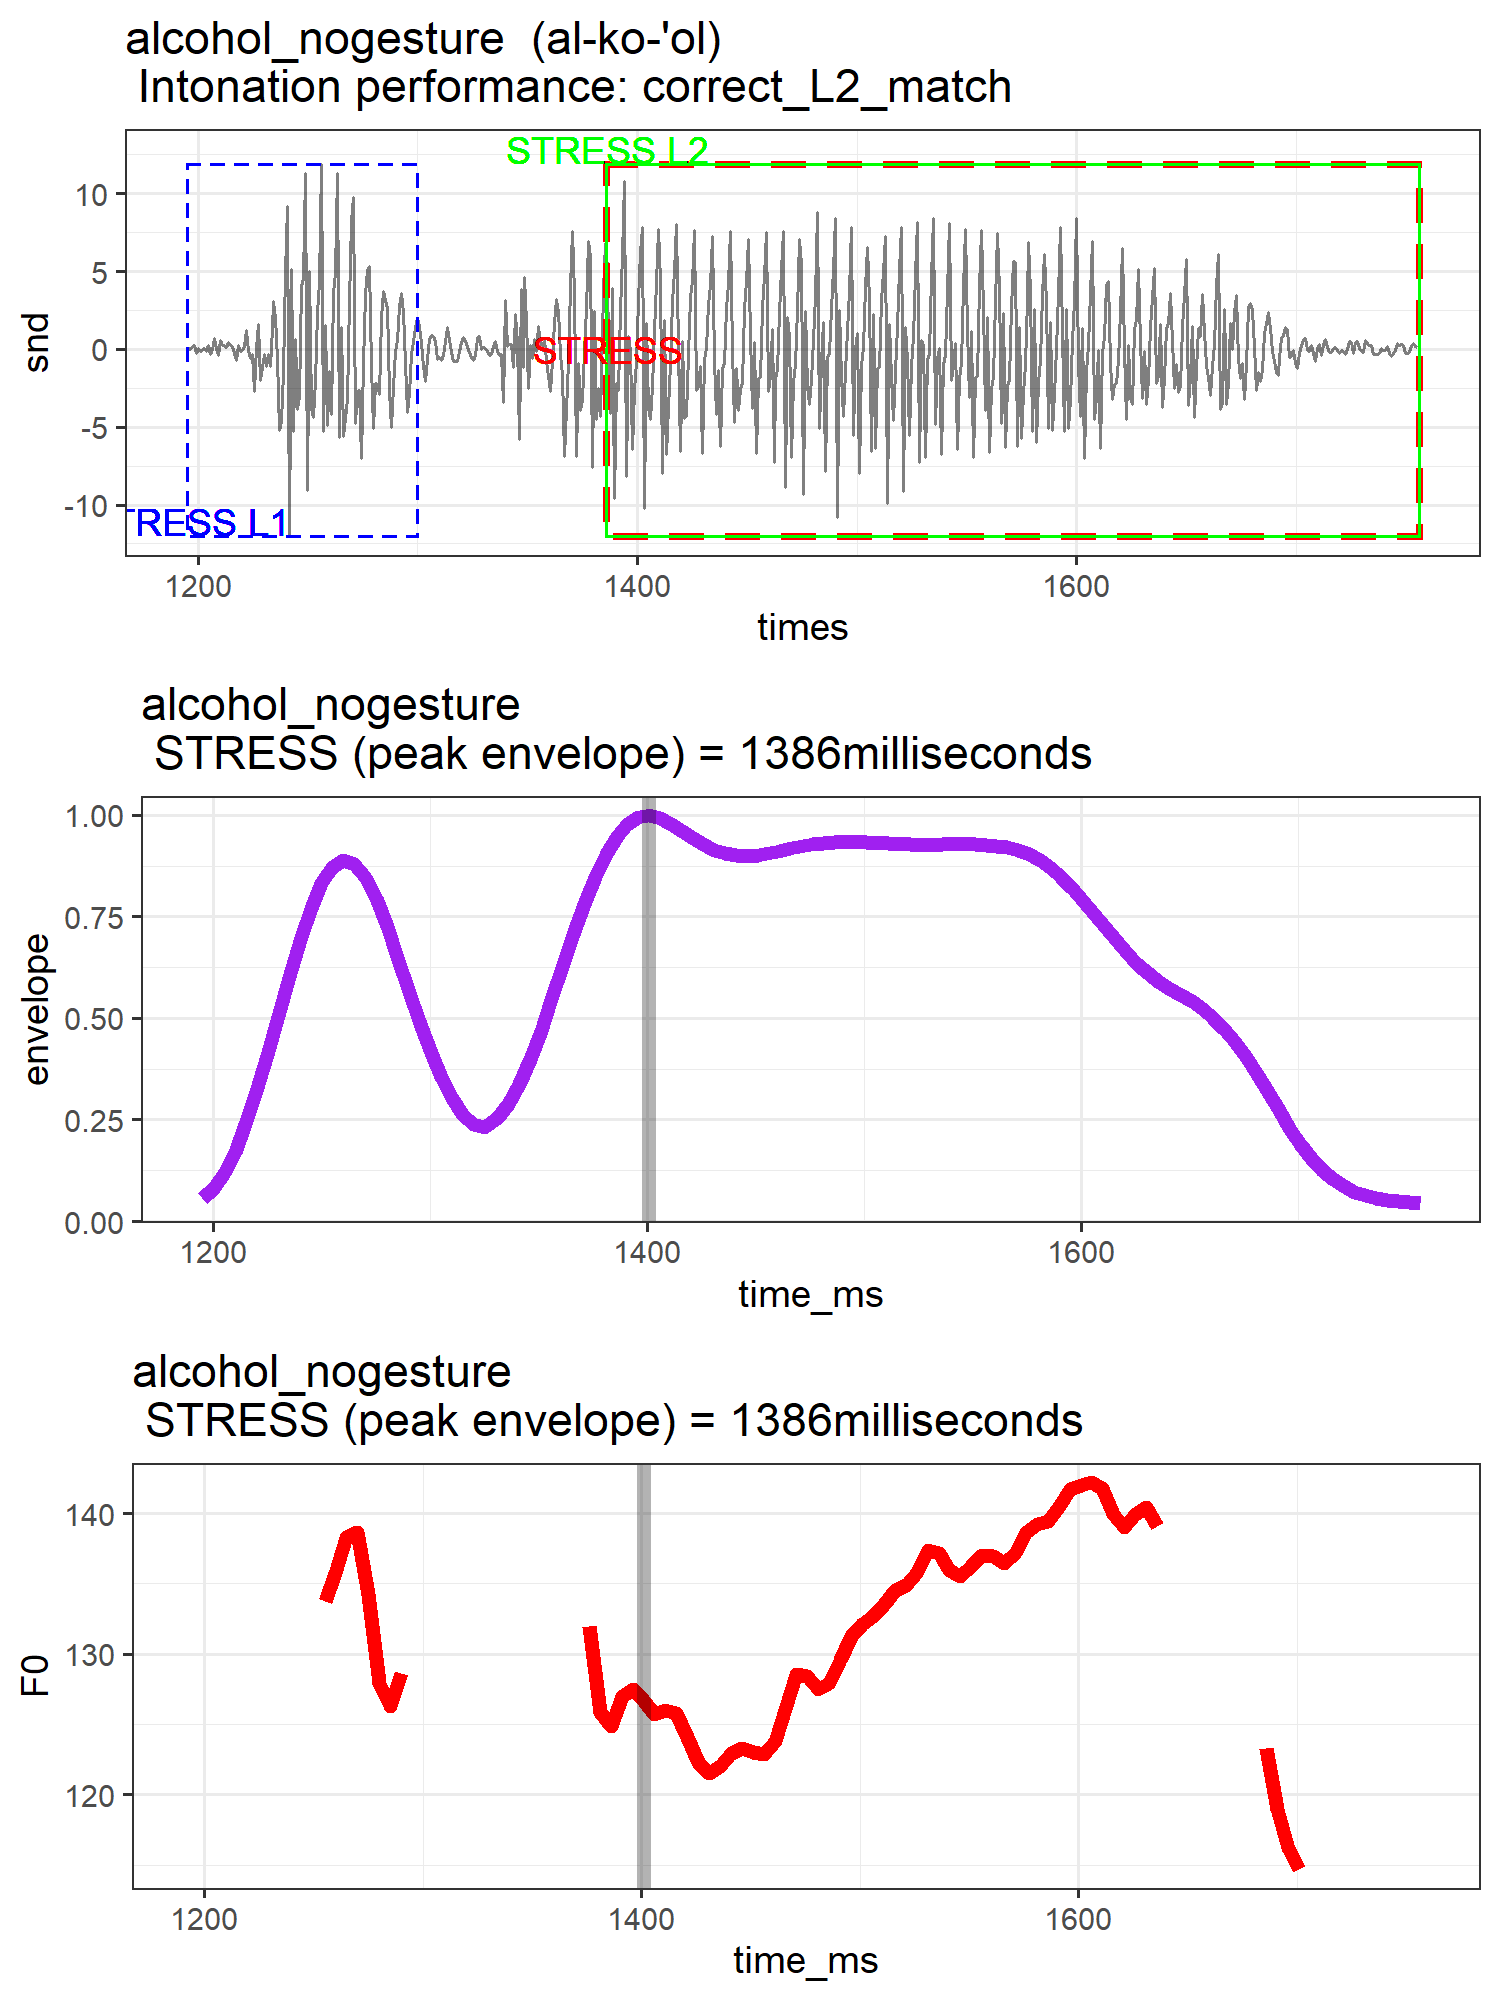 alcohol_nogesture  (al-ko-'ol)
Intonation performance: correct_L2_match
STRESS L2
10
5
0
-5
-10
snd
STRESS
RESS L1
1200
1400
1600
times
alcohol_nogesture
STRESS (peak envelope) = 1386milliseconds
1.00
0.75
0.50
0.25
0.00
envelope
1200
1400
1600
time_ms
alcohol_nogesture
STRESS (peak envelope) = 1386milliseconds
140
130
120
F0
1200
1400
1600
time_ms